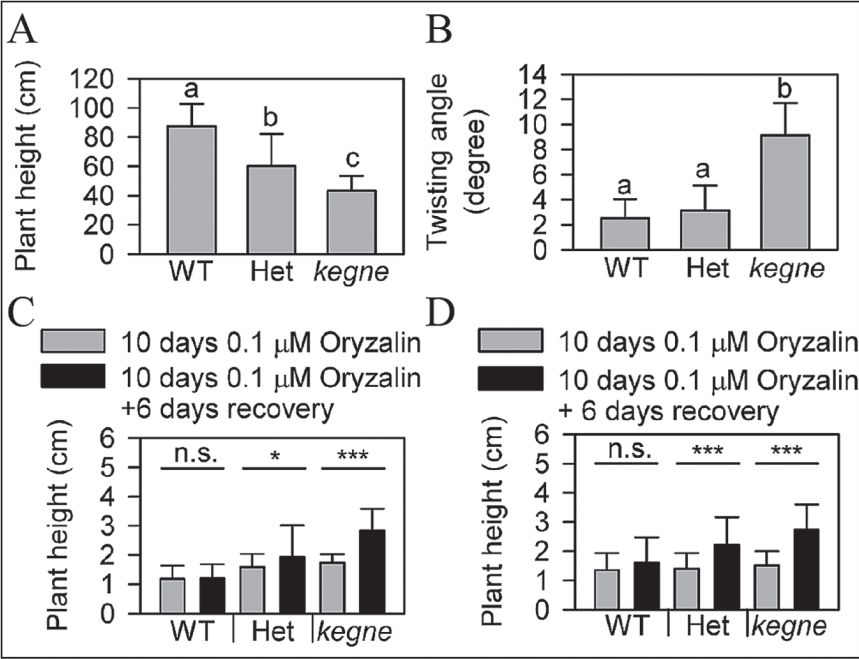 A
Plant height (cm)
120
100
80
60
40
20
0
a
b
c
WT Het kegne
B
Twisting angle
(degree)
14
12
10
8
6
4
2
0
a
a
b
WT Het kegne
C
10 days 0.1 μM Oryzalin
10 days 0.1 μM Oryzalin
+6 days recovery
Plant height (cm)
6
5
4
3
2
1
0
n.s. * ***
WT Het kegne
D
10 days 0.1 μM Oryzalin
10 days 0.1 μM Oryzalin
+ 6 days recovery
Plant height (cm)
6
5
4
3
2
1
0
n.s. *** ***
WT Het kegne